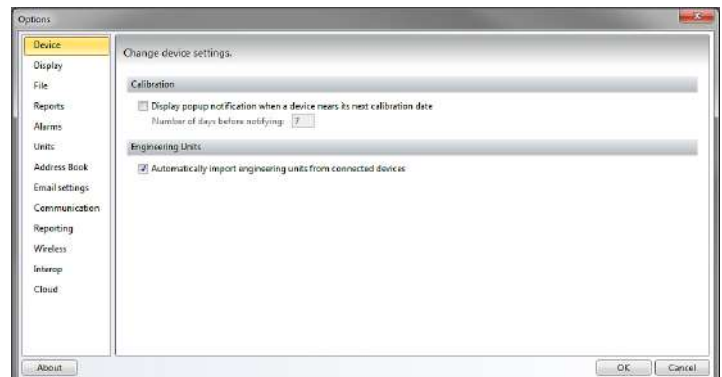 Options
Device
Display
File
Reports
Alarms
Units
Address Book
Email settings
Communication
Reporting
Wireless
Interop
Cloud
Change device settings.
Calibration
Display popup notification when a device nears its next calibration date
Number of days before notifying: 7
Engineering Units
Automatically import engineering units from connected devices
About
OK
Cancel